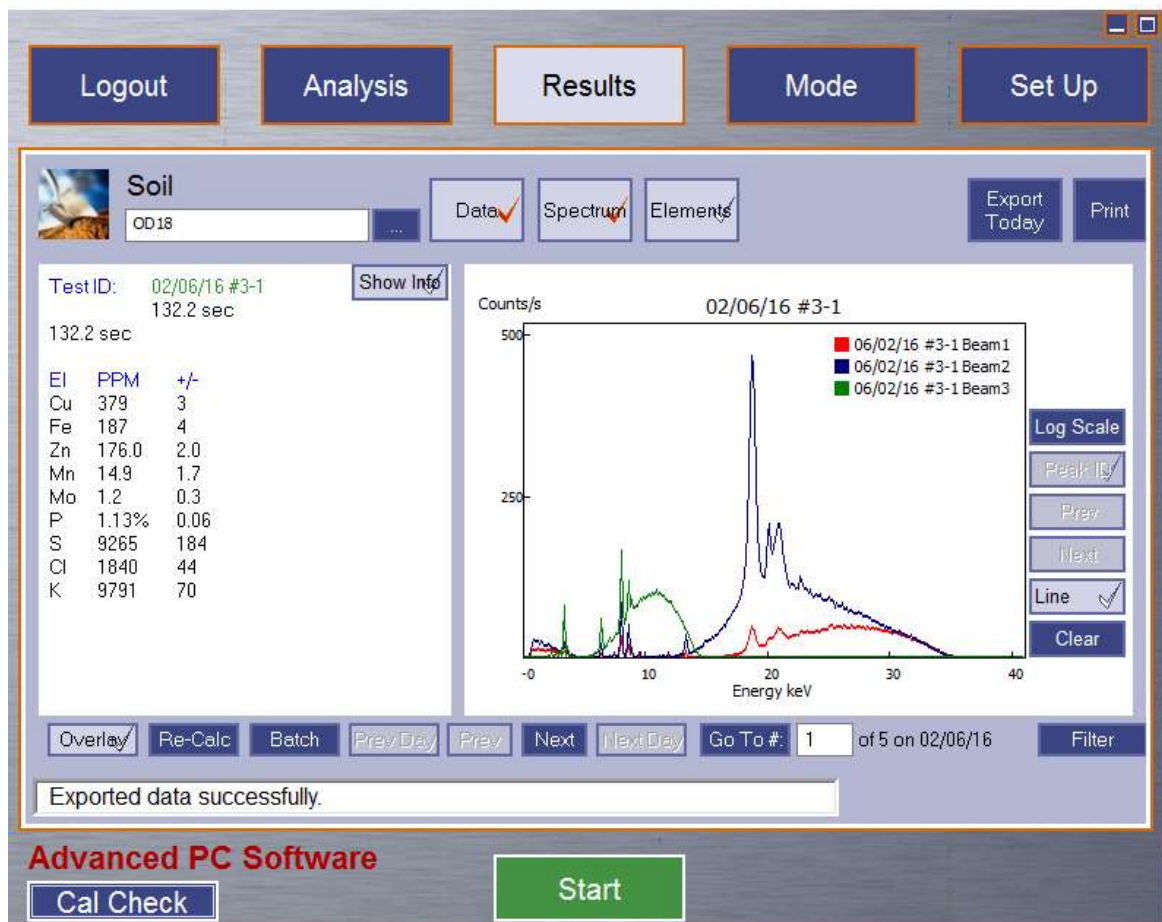 Logout Analysis Results Mode Set Up
Soil
OD18 ...
Data Spectrum Elements
Export Today Print
Show Info
Test ID: 02/06/16 #3-1
132.2 sec
132.2 sec
El PPM +/-
Cu 379 3
Fe 187 4
Zn 176.0 2.0
Mn 14.9 1.7
Mo 1.2 0.3
P 1.13% 0.06
S 9265 184
Cl 1840 44
K 9791 70
Counts/s
02/06/16 #3-1
500
250
06/02/16 #3-1 Beam1
06/02/16 #3-1 Beam2
06/02/16 #3-1 Beam3
-0 10 20 30 40
Energy keV
Log Scale
Peak ID
Prev
Next
Line
Clear
Overlay Re-Calc Batch Prev Day Prev Next Next Day Go To #: 1 of 5 on 02/06/16 Filter
Exported data successfully.
Advanced PC Software
Cal Check
Start